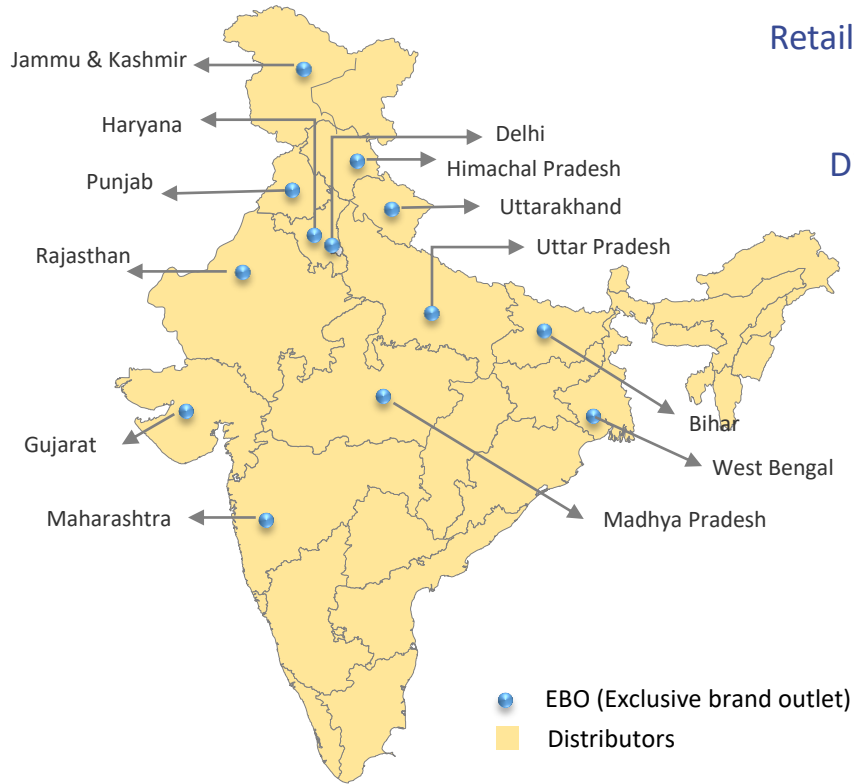 Retail
Jammu & Kashmir
Haryana
Delhi
Himachal Pradesh
D
Punjab
Uttarakhand
Uttar Pradesh
Rajasthan
Bihar
Gujarat
West Bengal
Maharashtra
Madhya Pradesh
EBO (Exclusive brand outlet)
Distributors